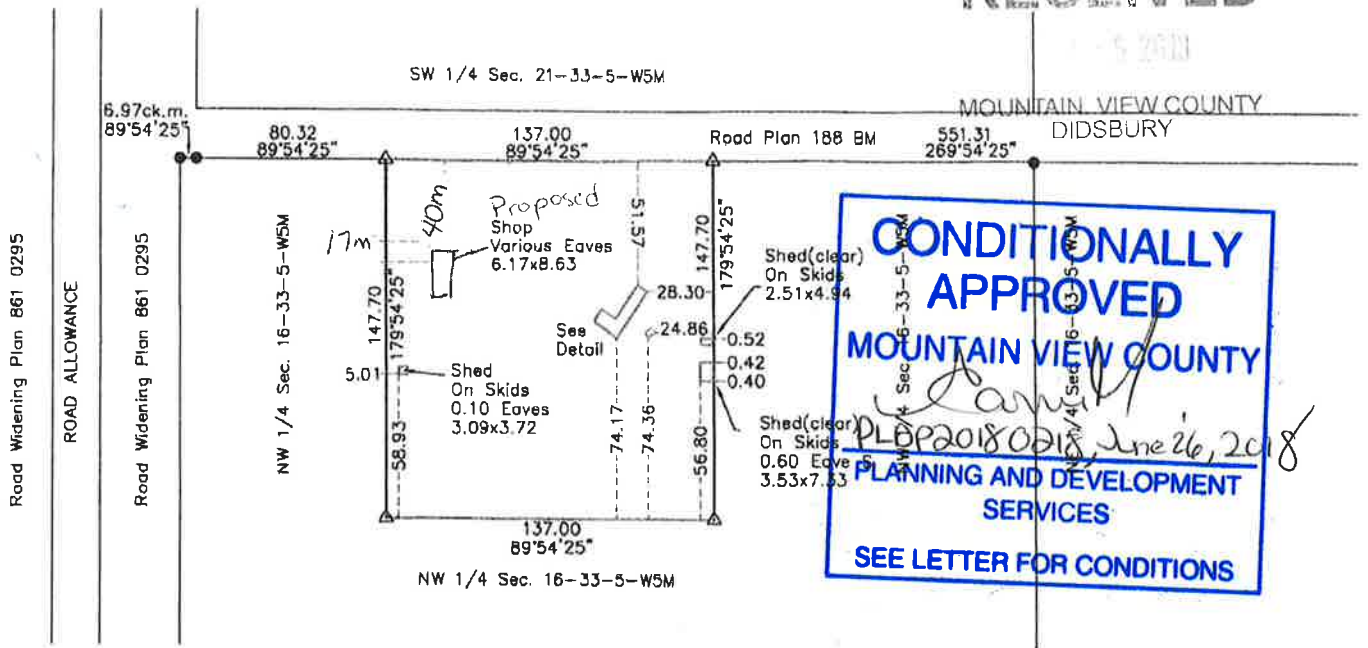 SW 1/4 Sec. 21-33-5-W5M
MOUNTAIN VIEW COUNTY
DIDSBURY
6.97ck.m.
89°54'25"
80.32
89°54'25"
137.00
89°54'25"
Road Plan 188 BM
551.31
269°54'25"
Road Widening Plan 861 0295
ROAD ALLOWANCE
Road Widening Plan 861 0295
NW 1/4 Sec. 16-33-5-W5M
17m
40m
Proposed
Shop
Various Eaves
6.17x8.63
147.70
179°54'25"
5.01
58.93
Shed
On Skids
0.10 Eaves
3.09x3.72
See
Detail
51.57
28.30
24.86
74.17
74.36
147.70
179°54'25"
Shed(clear)
On Skids
2.51x4.94
0.52
0.42
0.40
56.80
Shed(clear)
On Skids
0.60 Eave
3.53x7.33
137.00
89°54'25"
NW 1/4 Sec. 16-33-5-W5M
CONDITIONALLY
APPROVED
MOUNTAIN VIEW COUNTY
PLDP20180218, June 26, 2018
PLANNING AND DEVELOPMENT
SERVICES
SEE LETTER FOR CONDITIONS